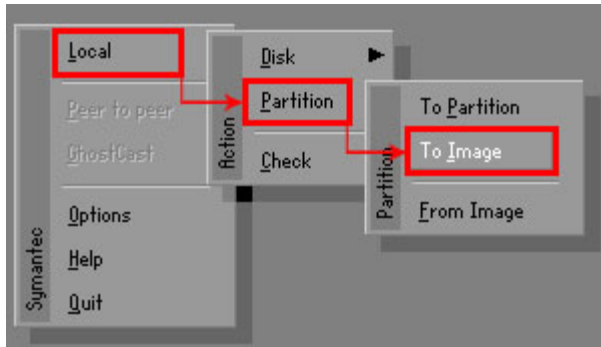 Local
Peer to peer
GhostCast
Options
Help
Quit
Symantec
Disk
Partition
Check
Action
To Partition
To Image
From Image
Partition